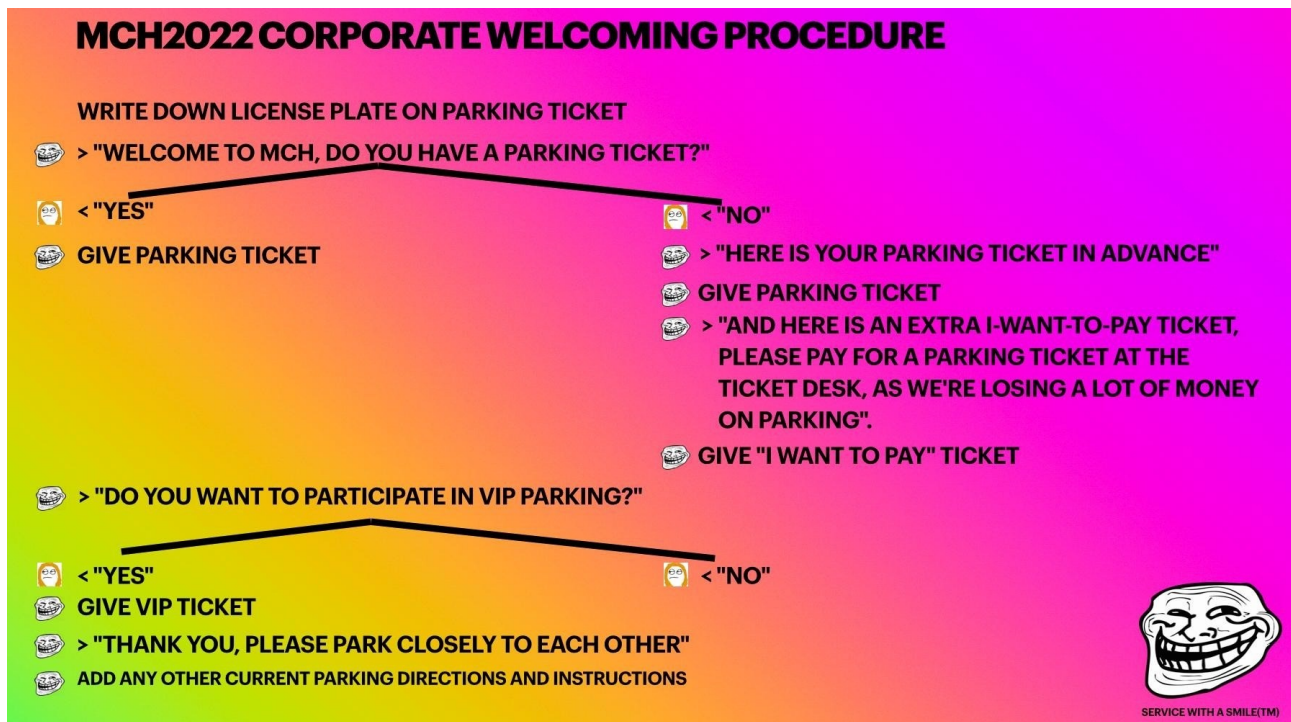 MCH2022 CORPORATE WELCOMING PROCEDURE
WRITE DOWN LICENSE PLATE ON PARKING TICKET
> "WELCOME TO MCH, DO YOU HAVE A PARKING TICKET?"
< "YES"
GIVE PARKING TICKET
< "NO"
> "HERE IS YOUR PARKING TICKET IN ADVANCE"
GIVE PARKING TICKET
> "AND HERE IS AN EXTRA I-WANT-TO-PAY TICKET,
PLEASE PAY FOR A PARKING TICKET AT THE
TICKET DESK, AS WE'RE LOSING A LOT OF MONEY
ON PARKING".
GIVE "I WANT TO PAY" TICKET
> "DO YOU WANT TO PARTICIPATE IN VIP PARKING?"
< "YES"
GIVE VIP TICKET
< "NO"
> "THANK YOU, PLEASE PARK CLOSELY TO EACH OTHER"
ADD ANY OTHER CURRENT PARKING DIRECTIONS AND INSTRUCTIONS
SERVICE WITH A SMILE(TM)